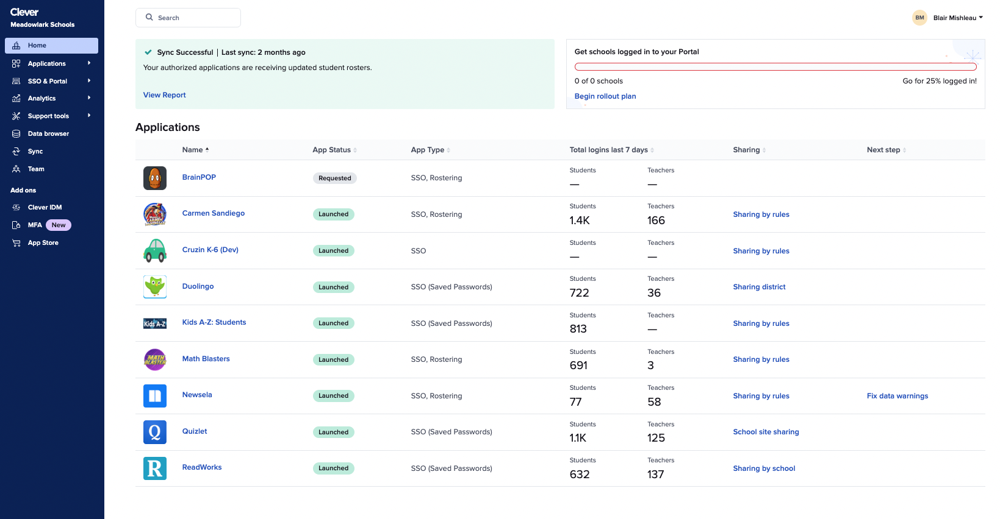 Clever
Meadowlark Schools
Home
Applications
SSO & Portal
Analytics
Support tools
Data browser
Sync
Team
Add ons
Clever IDM
MFA New
App Store
Search
BM Blair Mishleau
Sync Successful | Last sync: 2 months ago
Your authorized applications are receiving updated student rosters.
View Report
Get schools logged in to your Portal
0 of 0 schools Go for 25% logged in!
Begin rollout plan
Applications
Name App Status App Type Total logins last 7 days Sharing Next step
Students Teachers
BrainPOP Requested SSO, Rostering
— —
Students Teachers
Carmen Sandiego Launched SSO, Rostering Sharing by rules
CARMEN SANDIEGO
1.4K 166
Students Teachers
Cruzin K-6 (Dev) Launched SSO Sharing by rules
— —
Students Teachers
Duolingo Launched SSO (Saved Passwords) Sharing district
722 36
Students Teachers
Kids A-Z Kids A-Z: Students Launched SSO (Saved Passwords) Sharing by rules
813 —
Students Teachers
MATH BLASTER Math Blasters Launched SSO, Rostering Sharing by rules
691 3
Students Teachers
Newsela Launched SSO, Rostering Sharing by rules Fix data warnings
77 58
Students Teachers
Q Quizlet Launched SSO (Saved Passwords) School site sharing
1.1K 125
Students Teachers
R ReadWorks Launched SSO (Saved Passwords) Sharing by school
632 137